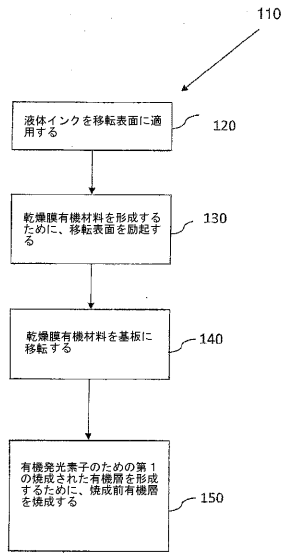 110
液体インクを移転表面に適
用する
120
乾燥膜有機材料を形成する
ために、移転表面を励起す
る
130
乾燥膜有機材料を基板に
移転する
140
有機発光素子のための第１
の焼成された有機層を形成
するために、焼成前有機層
を焼成する
150